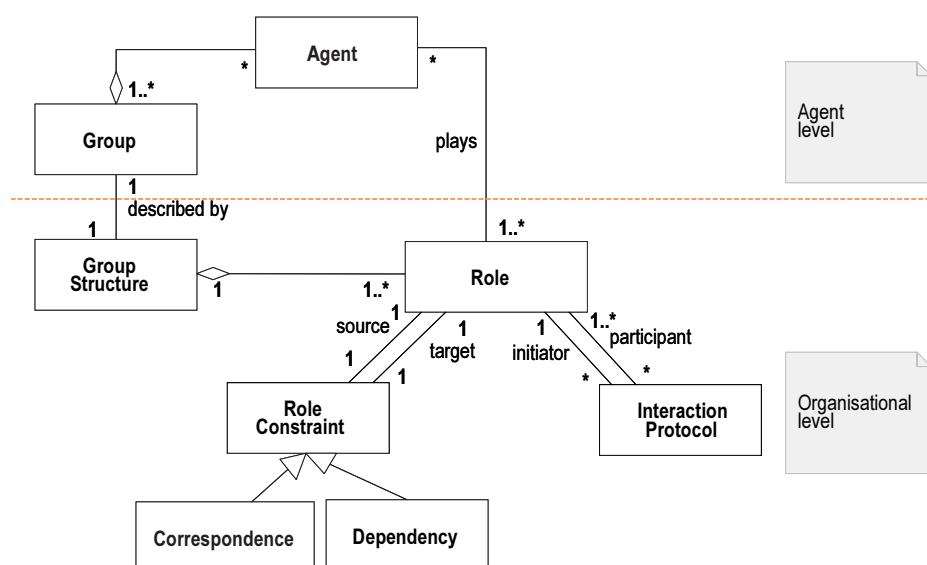 Agent
*
*
1..*
Agent
level
Group
plays
1
described by
1
1..*
Group
Structure
Role
1
1..*
1
source
1
target
1
initiator
1..*
participant
1
1
*
*
Role
Constraint
Interaction
Protocol
Organisational
level
Correspondence
Dependency